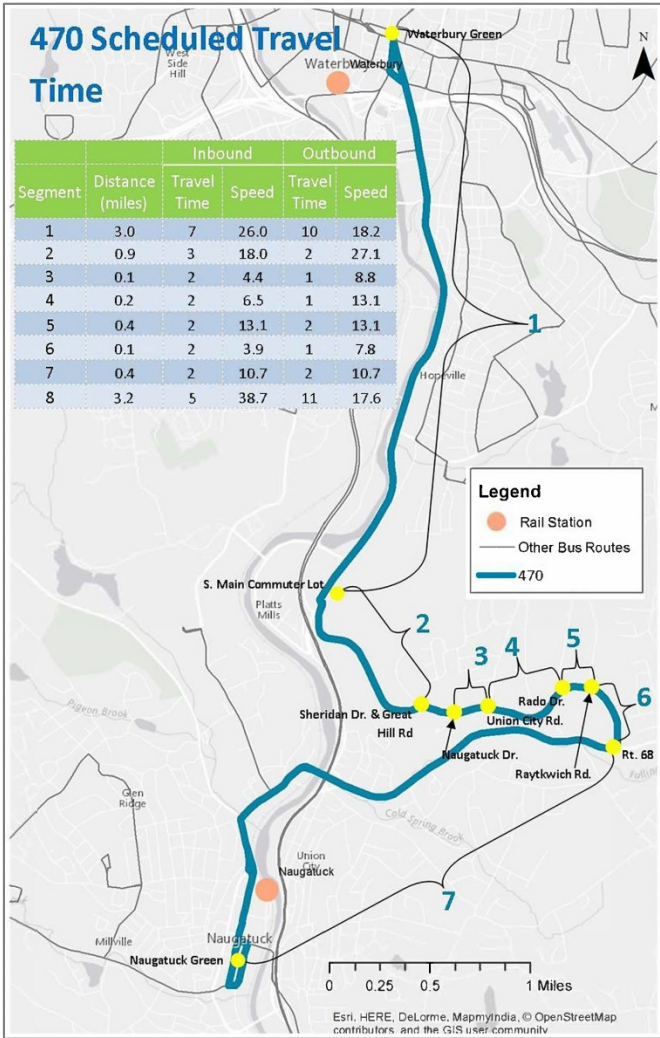 470 Scheduled Travel
Time
Waterbury Green
N
West
Side
Hill
Waterbury
Waterbury
Inbound Outbound
Segment Distance (miles) Travel Time Speed Travel Time Speed
1 3.0 7 26.0 10 18.2
2 0.9 3 18.0 2 27.1
3 0.1 2 4.4 1 8.8
4 0.2 2 6.5 1 13.1
5 0.4 2 13.1 2 13.1
6 0.1 2 3.9 1 7.8
7 0.4 2 10.7 2 10.7
8 3.2 5 38.7 11 17.6
1
Hopeville
Legend
Rail Station
Other Bus Routes
470
S. Main Commuter Lot
Platts
Mills
2
3
4
5
6
Pigeon Brook
Sheridan Dr. & Great
Hill Rd
Naugatuck Dr.
Union City Rd.
Rado Dr.
Raytkwich Rd.
Rt. 68
Glen
Ridge
Cold Spring Brook
Union
City
Naugatuck
7
Millville
Naugatuck
Naugatuck Green
0 0.25 0.5 1 Miles
Esri, HERE, DeLorme, MapmyIndia, © OpenStreetMap
contributors, and the GIS user community